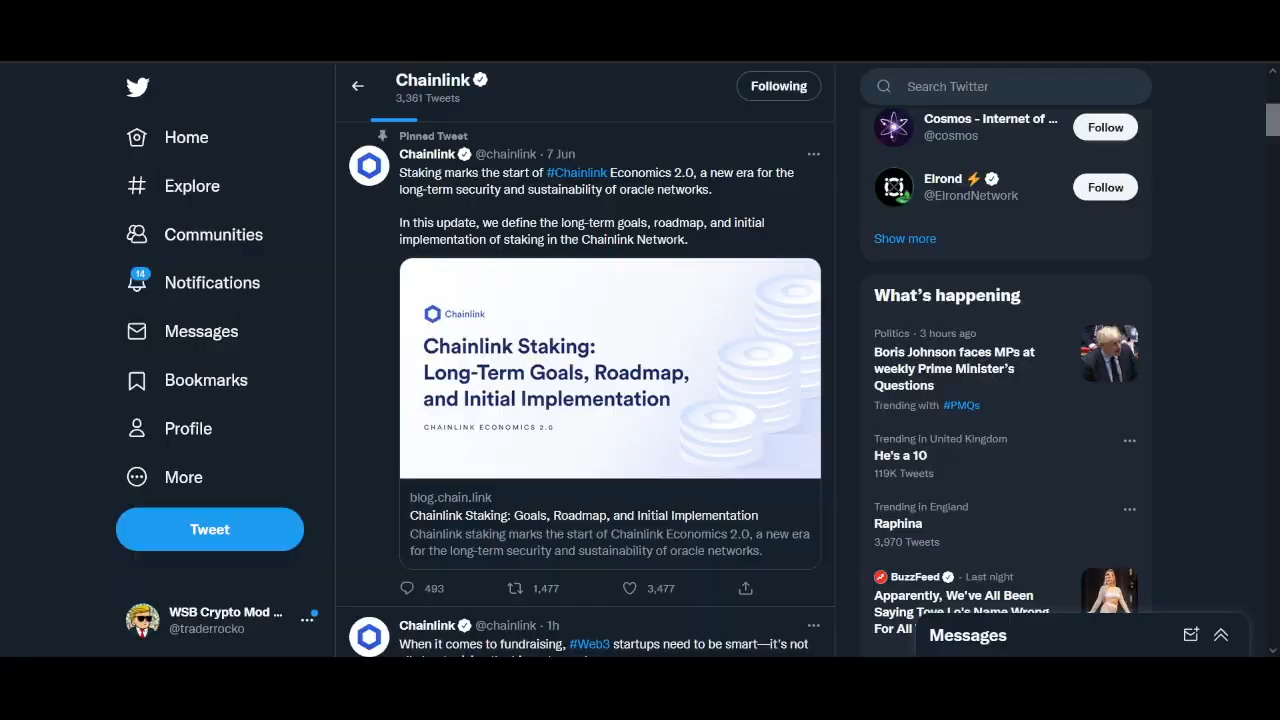 Home
Explore
Communities
14
Notifications
Messages
Bookmarks
Profile
More
Tweet
WSB Crypto Mod ...
@traderrocko
Chainlink
3,361 Tweets
Following
Pinned Tweet
Chainlink @chainlink · 7 Jun
Staking marks the start of #Chainlink Economics 2.0, a new era for the
long-term security and sustainability of oracle networks.
In this update, we define the long-term goals, roadmap, and initial
implementation of staking in the Chainlink Network.
Chainlink
Chainlink Staking:
Long-Term Goals, Roadmap,
and Initial Implementation
CHAINLINK ECONOMICS 2.0
blog.chain.link
Chainlink Staking: Goals, Roadmap, and Initial Implementation
Chainlink staking marks the start of Chainlink Economics 2.0, a new era
for the long-term security and sustainability of oracle networks.
493 1,477 3,477
Chainlink @chainlink · 1h
When it comes to fundraising, #Web3 startups need to be smart—it's not
Search Twitter
Cosmos - Internet of ...
@cosmos
Follow
Elrond ⚡
@ElrondNetwork
Follow
Show more
What's happening
Politics · 3 hours ago
Boris Johnson faces MPs at
weekly Prime Minister's
Questions
Trending with #PMQs
Trending in United Kingdom
He's a 10
119K Tweets
Trending in England
Raphina
3,970 Tweets
BuzzFeed · Last night
Apparently, We've All Been
Saying Tove Lo's Name Wrong
For All
Messages